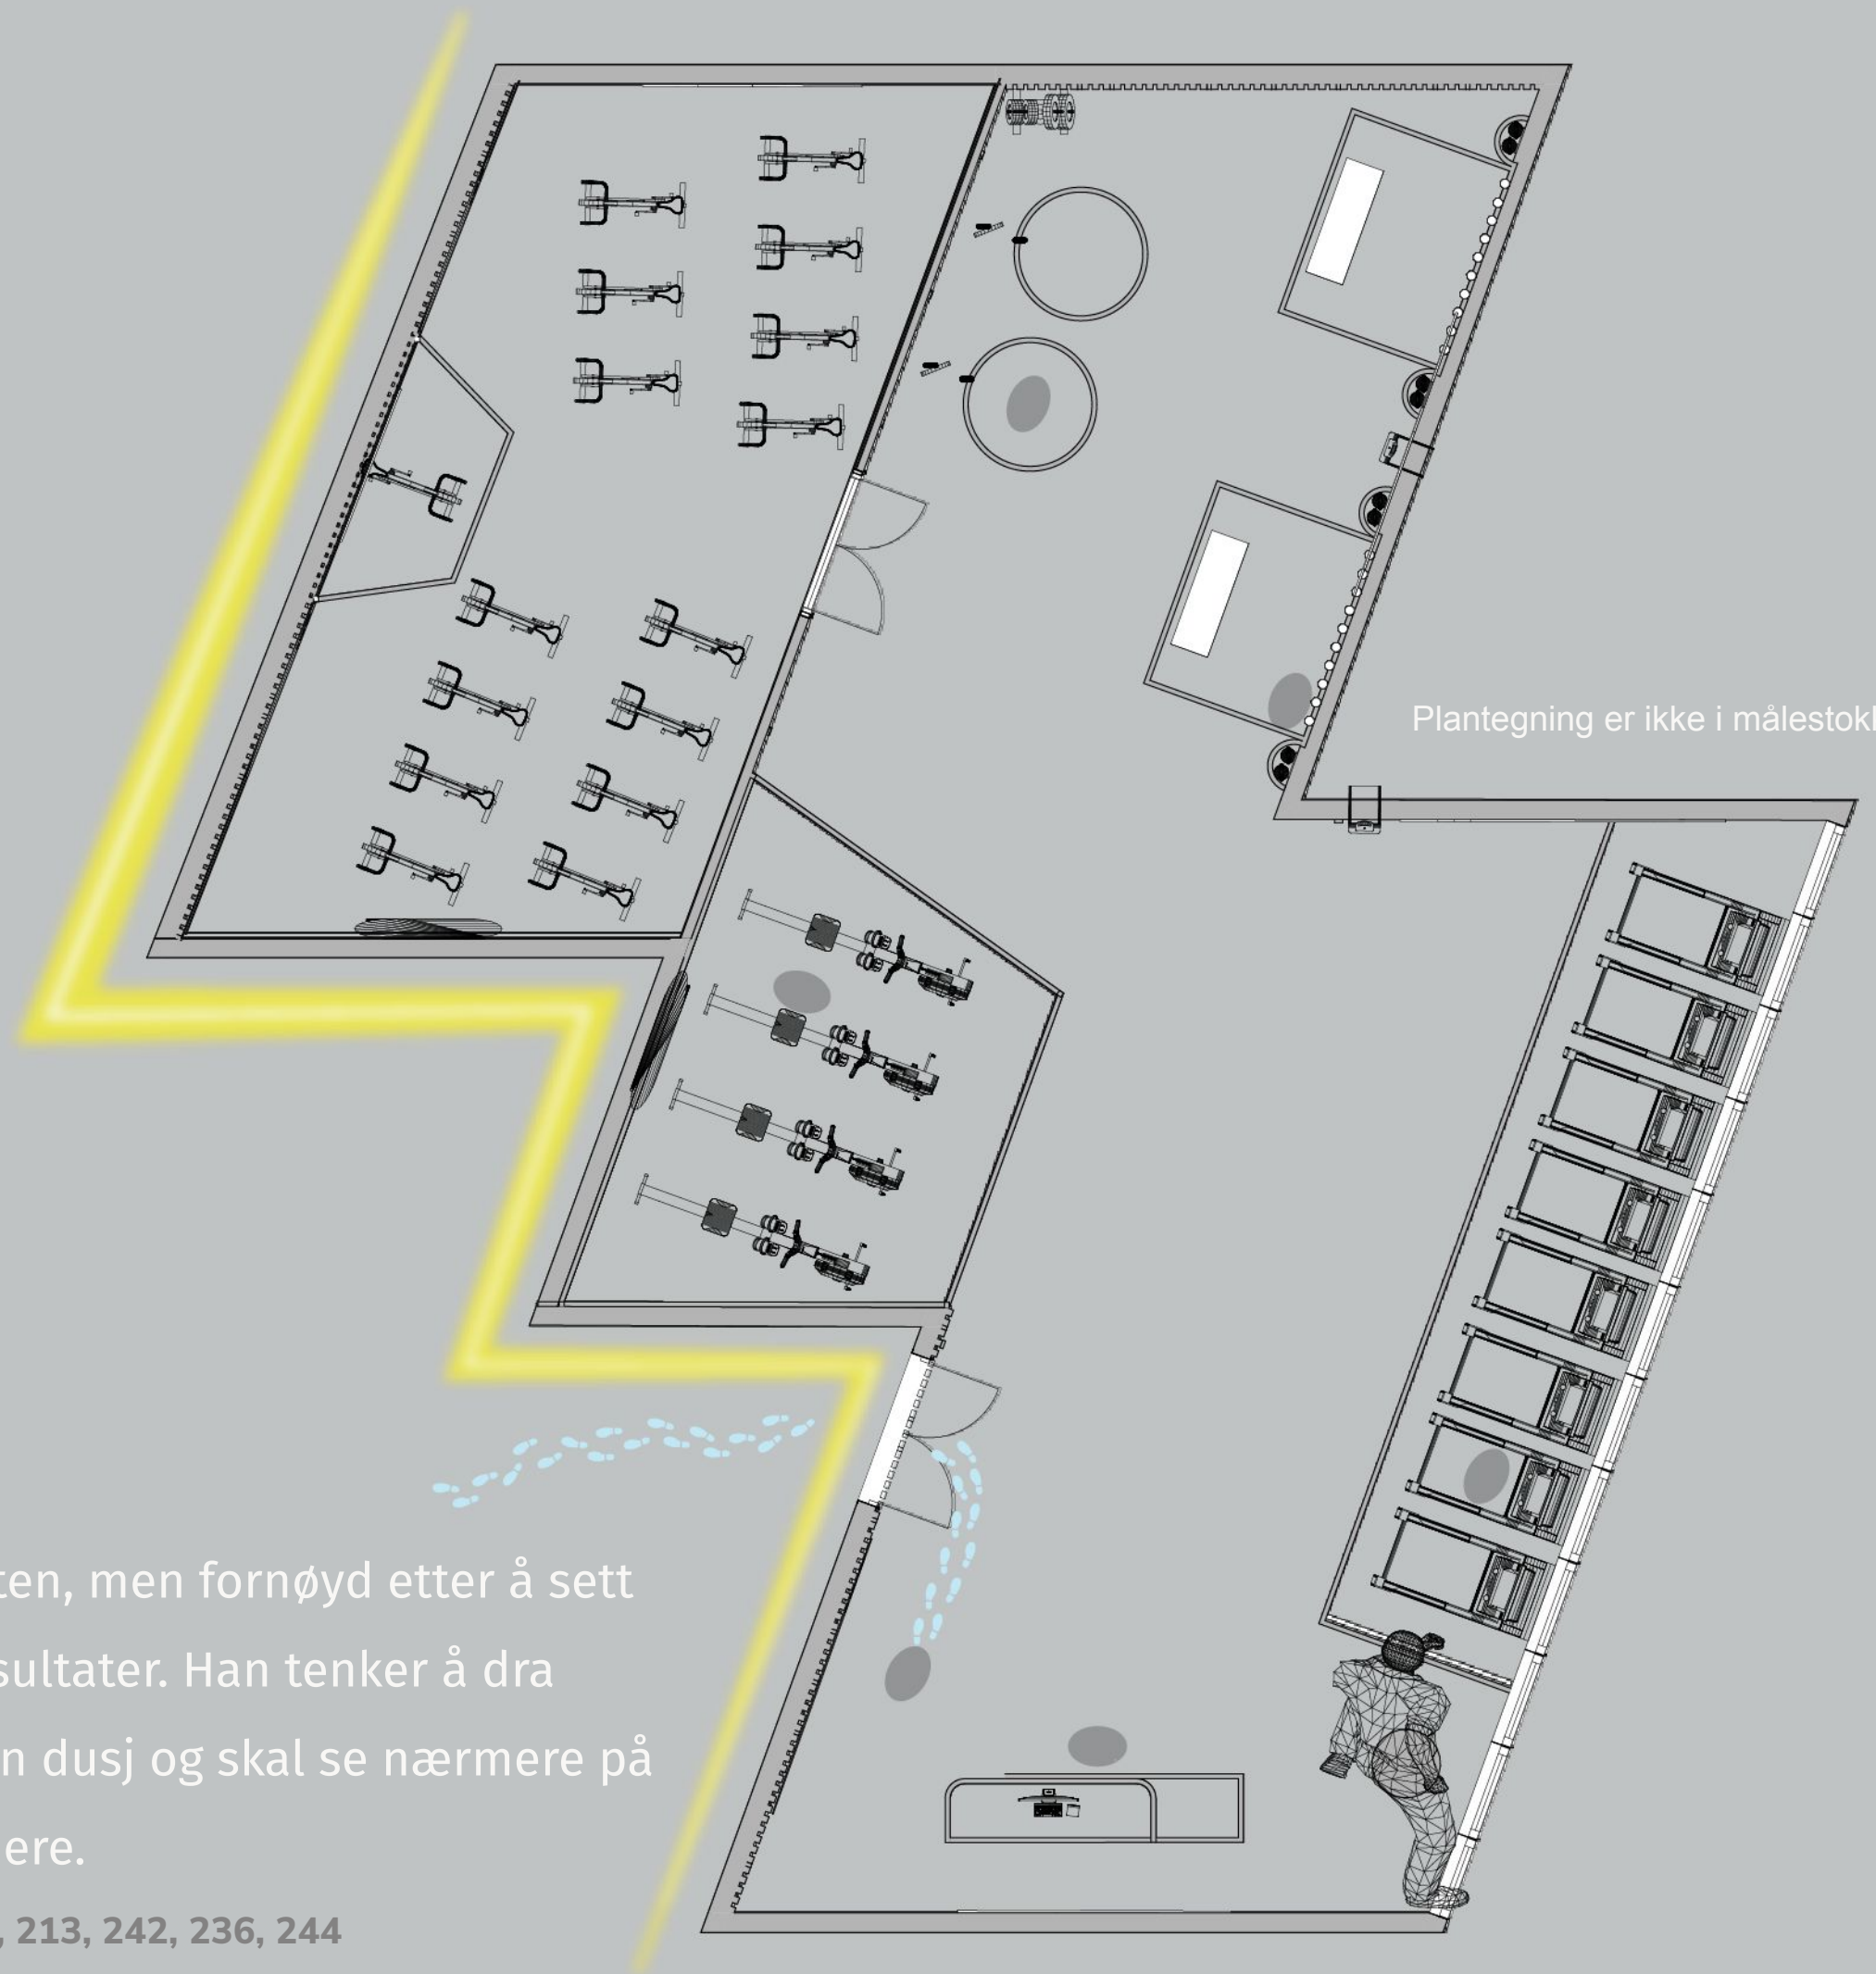 Plantegning er ikke i målestok
ten, men fornøyd etter å sett
sultater. Han tenker å dra
n dusj og skal se nærmere på
ere.
, 213, 242, 236, 244